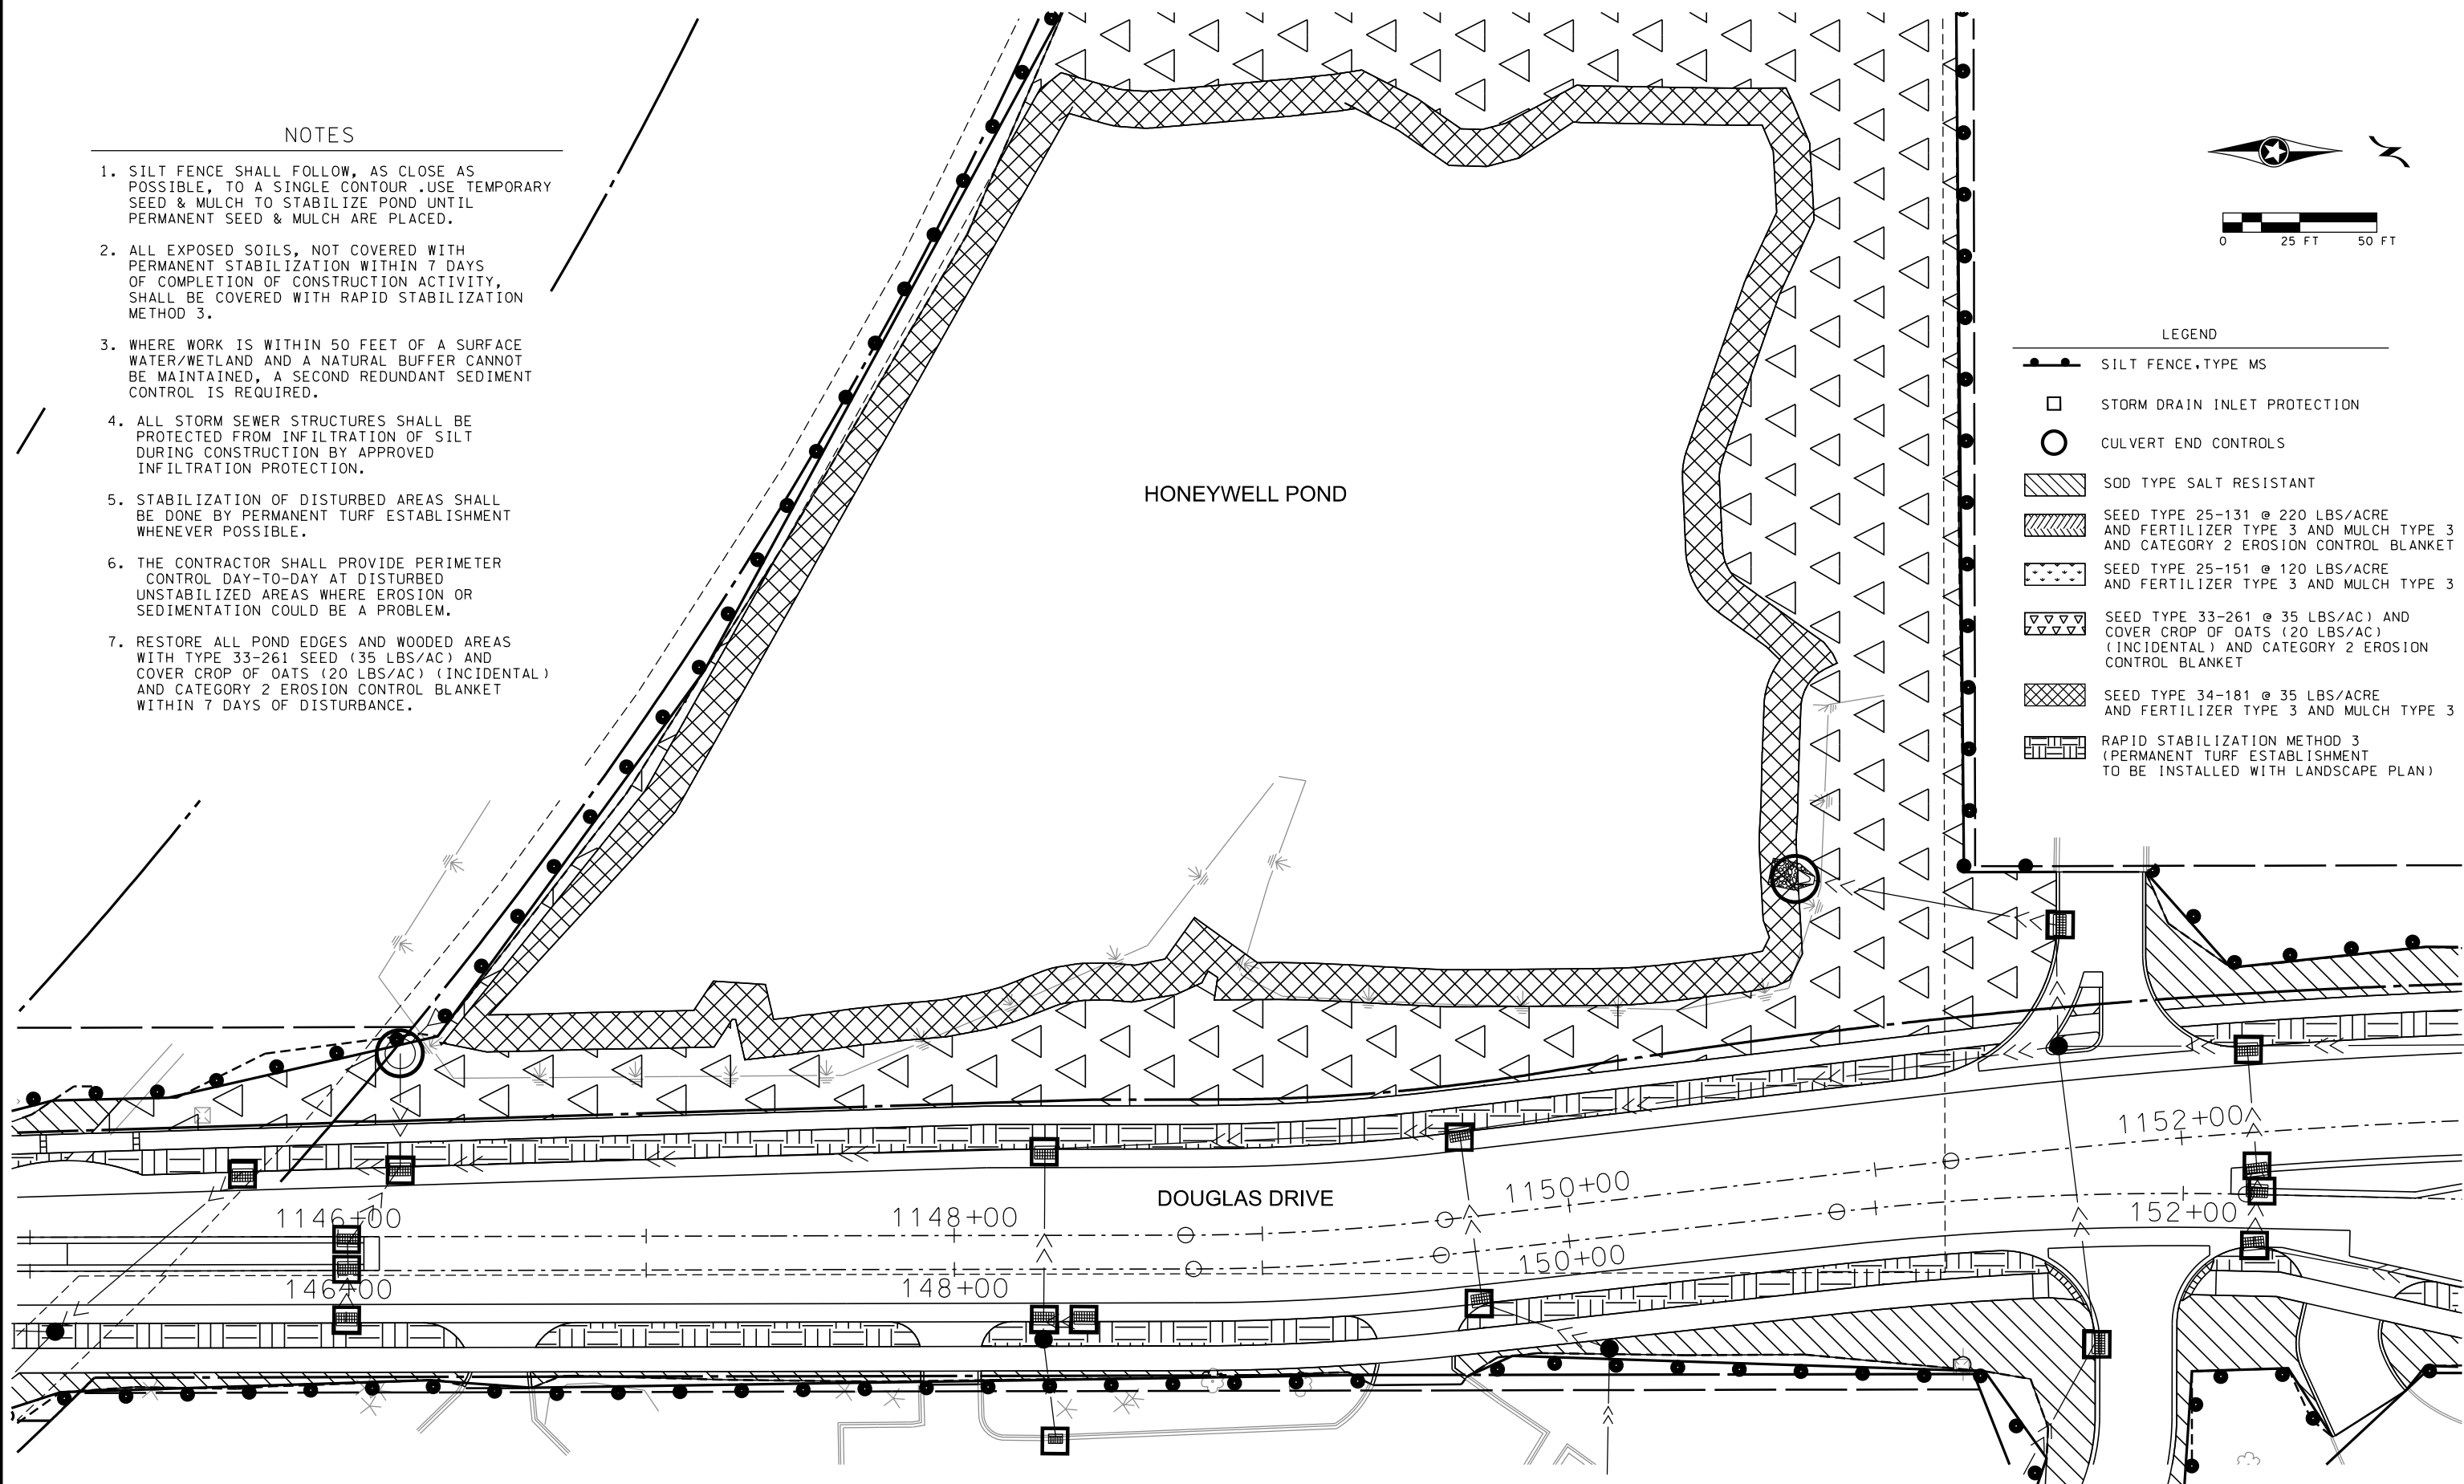 NOTES
1. SILT FENCE SHALL FOLLOW, AS CLOSE AS
POSSIBLE, TO A SINGLE CONTOUR .USE TEMPORARY
SEED & MULCH TO STABILIZE POND UNTIL
PERMANENT SEED & MULCH ARE PLACED.
2. ALL EXPOSED SOILS, NOT COVERED WITH
PERMANENT STABILIZATION WITHIN 7 DAYS
OF COMPLETION OF CONSTRUCTION ACTIVITY,
SHALL BE COVERED WITH RAPID STABILIZATION
METHOD 3.
3. WHERE WORK IS WITHIN 50 FEET OF A SURFACE
WATER/WETLAND AND A NATURAL BUFFER CANNOT
BE MAINTAINED, A SECOND REDUNDANT SEDIMENT
CONTROL IS REQUIRED.
4. ALL STORM SEWER STRUCTURES SHALL BE
PROTECTED FROM INFILTRATION OF SILT
DURING CONSTRUCTION BY APPROVED
INFILTRATION PROTECTION.
5. STABILIZATION OF DISTURBED AREAS SHALL
BE DONE BY PERMANENT TURF ESTABLISHMENT
WHENEVER POSSIBLE.
6. THE CONTRACTOR SHALL PROVIDE PERIMETER
CONTROL DAY-TO-DAY AT DISTURBED
UNSTABILIZED AREAS WHERE EROSION OR
SEDIMENTATION COULD BE A PROBLEM.
7. RESTORE ALL POND EDGES AND WOODED AREAS
WITH TYPE 33-261 SEED (35 LBS/AC) AND
COVER CROP OF OATS (20 LBS/AC) (INCIDENTAL)
AND CATEGORY 2 EROSION CONTROL BLANKET
WITHIN 7 DAYS OF DISTURBANCE.
HONEYWELL POND
Z
0 25 FT 50 FT
LEGEND
SILT FENCE, TYPE MS
STORM DRAIN INLET PROTECTION
CULVERT END CONTROLS
SOD TYPE SALT RESISTANT
SEED TYPE 25-131 @ 220 LBS/ACRE
AND FERTILIZER TYPE 3 AND MULCH TYPE 3
AND CATEGORY 2 EROSION CONTROL BLANKET
SEED TYPE 25-151 @ 120 LBS/ACRE
AND FERTILIZER TYPE 3 AND MULCH TYPE 3
SEED TYPE 33-261 @ 35 LBS/AC) AND
COVER CROP OF OATS (20 LBS/AC)
(INCIDENTAL) AND CATEGORY 2 EROSION
CONTROL BLANKET
SEED TYPE 34-181 @ 35 LBS/ACRE
AND FERTILIZER TYPE 3 AND MULCH TYPE 3
RAPID STABILIZATION METHOD 3
(PERMANENT TURF ESTABLISHMENT
TO BE INSTALLED WITH LANDSCAPE PLAN)
1152+00
1150+00
DOUGLAS DRIVE
1148+00
1146+00
152+00
150+00
148+00
146+00